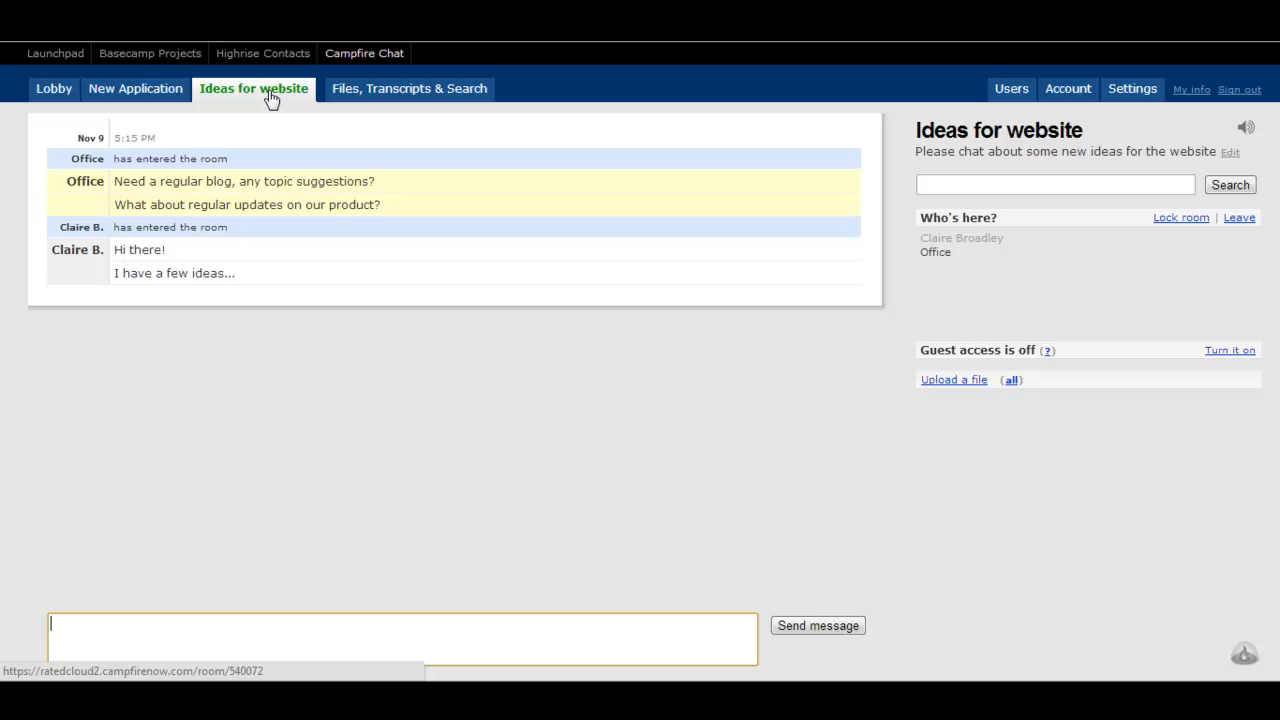 Launchpad Basecamp Projects Highrise Contacts Campfire Chat
Lobby New Application Ideas for website Files, Transcripts & Search Users Account Settings My info Sign out
Nov 9 5:15 PM
Office has entered the room
Office Need a regular blog, any topic suggestions?
What about regular updates on our product?
Claire B. has entered the room
Claire B. Hi there!
I have a few ideas...
Ideas for website
Please chat about some new ideas for the website Edit
Search
Who's here? Lock room | Leave
Claire Broadley
Office
Guest access is off (?) Turn it on
Upload a file (all)
Send message
https://ratedcloud2.campfirenow.com/room/540072